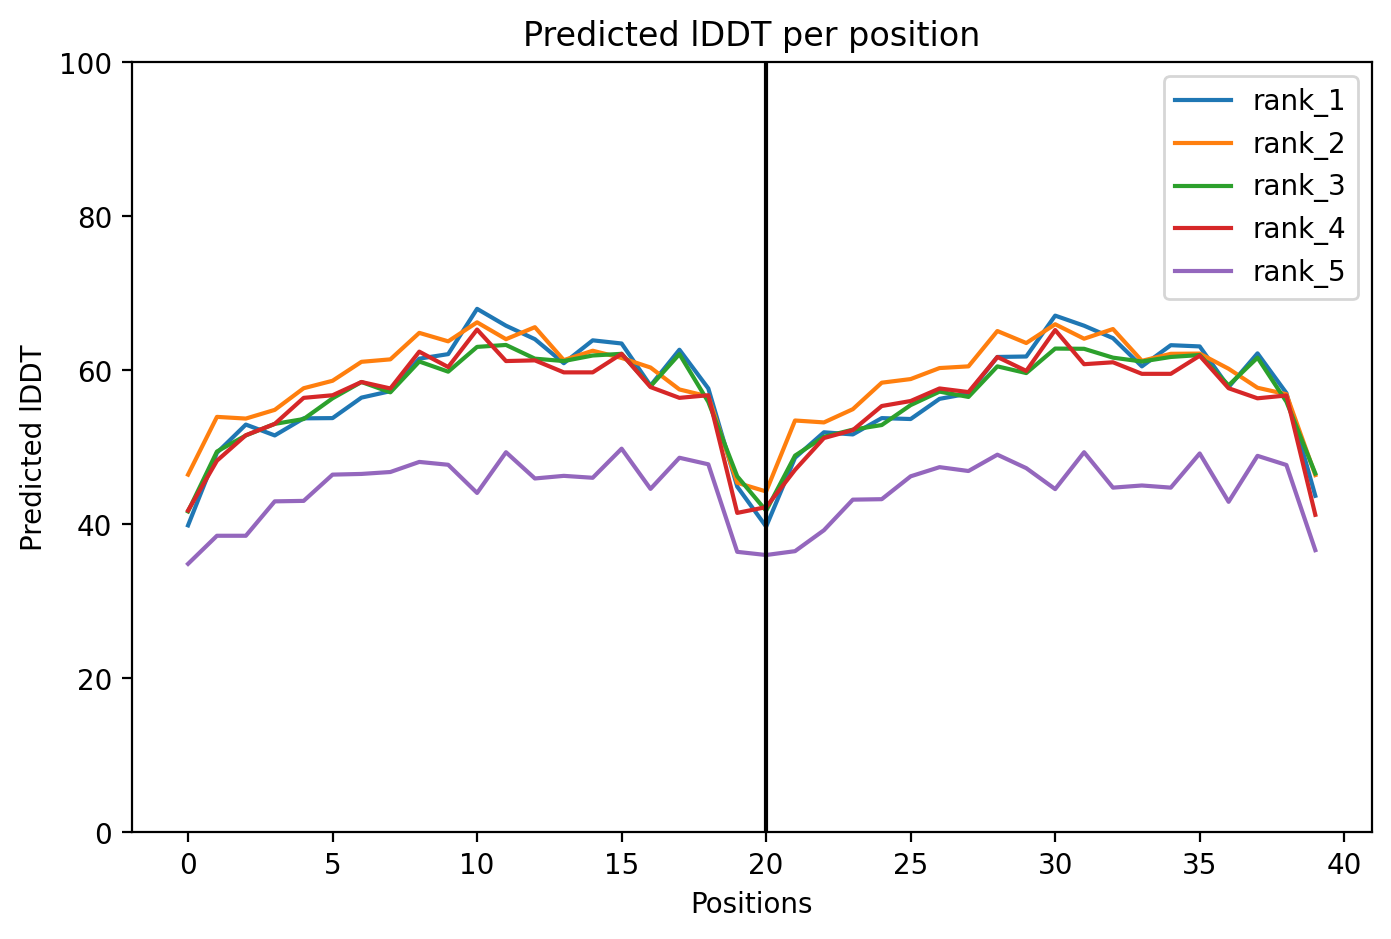 Predicted lDDT per position
Predicted lDDT
100
80
60
40
20
0
rank_1
rank_2
rank_3
rank_4
rank_5
0 5 10 15 20 25 30 35 40
Positions